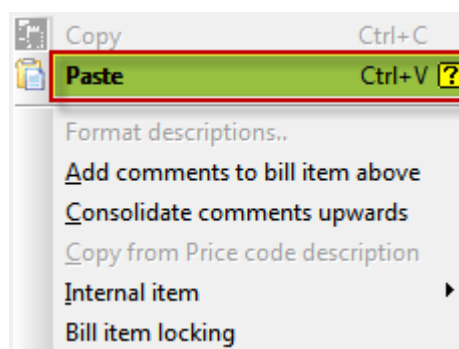 Copy Ctrl+C
Paste Ctrl+V ?
Format descriptions..
Add comments to bill item above
Consolidate comments upwards
Copy from Price code description
Internal item
Bill item locking